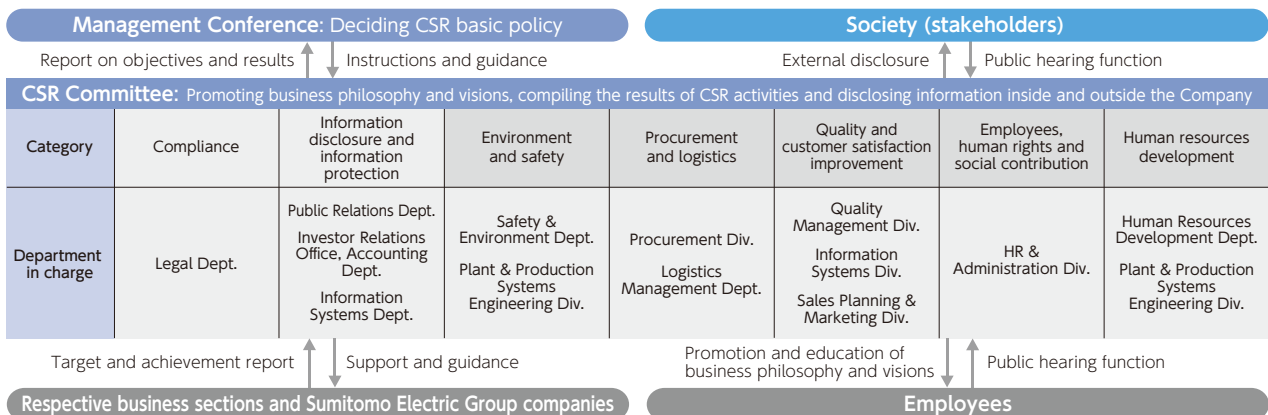 Management Conference: Deciding CSR basic policy
Society (stakeholders)
Report on objectives and results
Instructions and guidance
External disclosure
Public hearing function
CSR Committee: Promoting business philosophy and visions, compiling the results of CSR activities and disclosing information inside and outside the Company
Category
Compliance
Information
disclosure and
information
protection
Environment
and safety
Procurement
and logistics
Quality and
customer satisfaction
improvement
Employees,
human rights and
social contribution
Human resources
development
Department
in charge
Legal Dept.
Public Relations Dept.
Investor Relations
Office, Accounting
Dept.
Information
Systems Dept.
Safety &
Environment Dept.
Plant & Production
Systems
Engineering Div.
Procurement Div.
Logistics
Management Dept.
Quality
Management Div.
Information
Systems Div.
Sales Planning &
Marketing Div.
HR &
Administration Div.
Human Resources
Development Dept.
Plant & Production
Systems
Engineering Div.
Target and achievement report
Support and guidance
Promotion and education of
business philosophy and visions
Public hearing function
Respective business sections and Sumitomo Electric Group companies
Employees